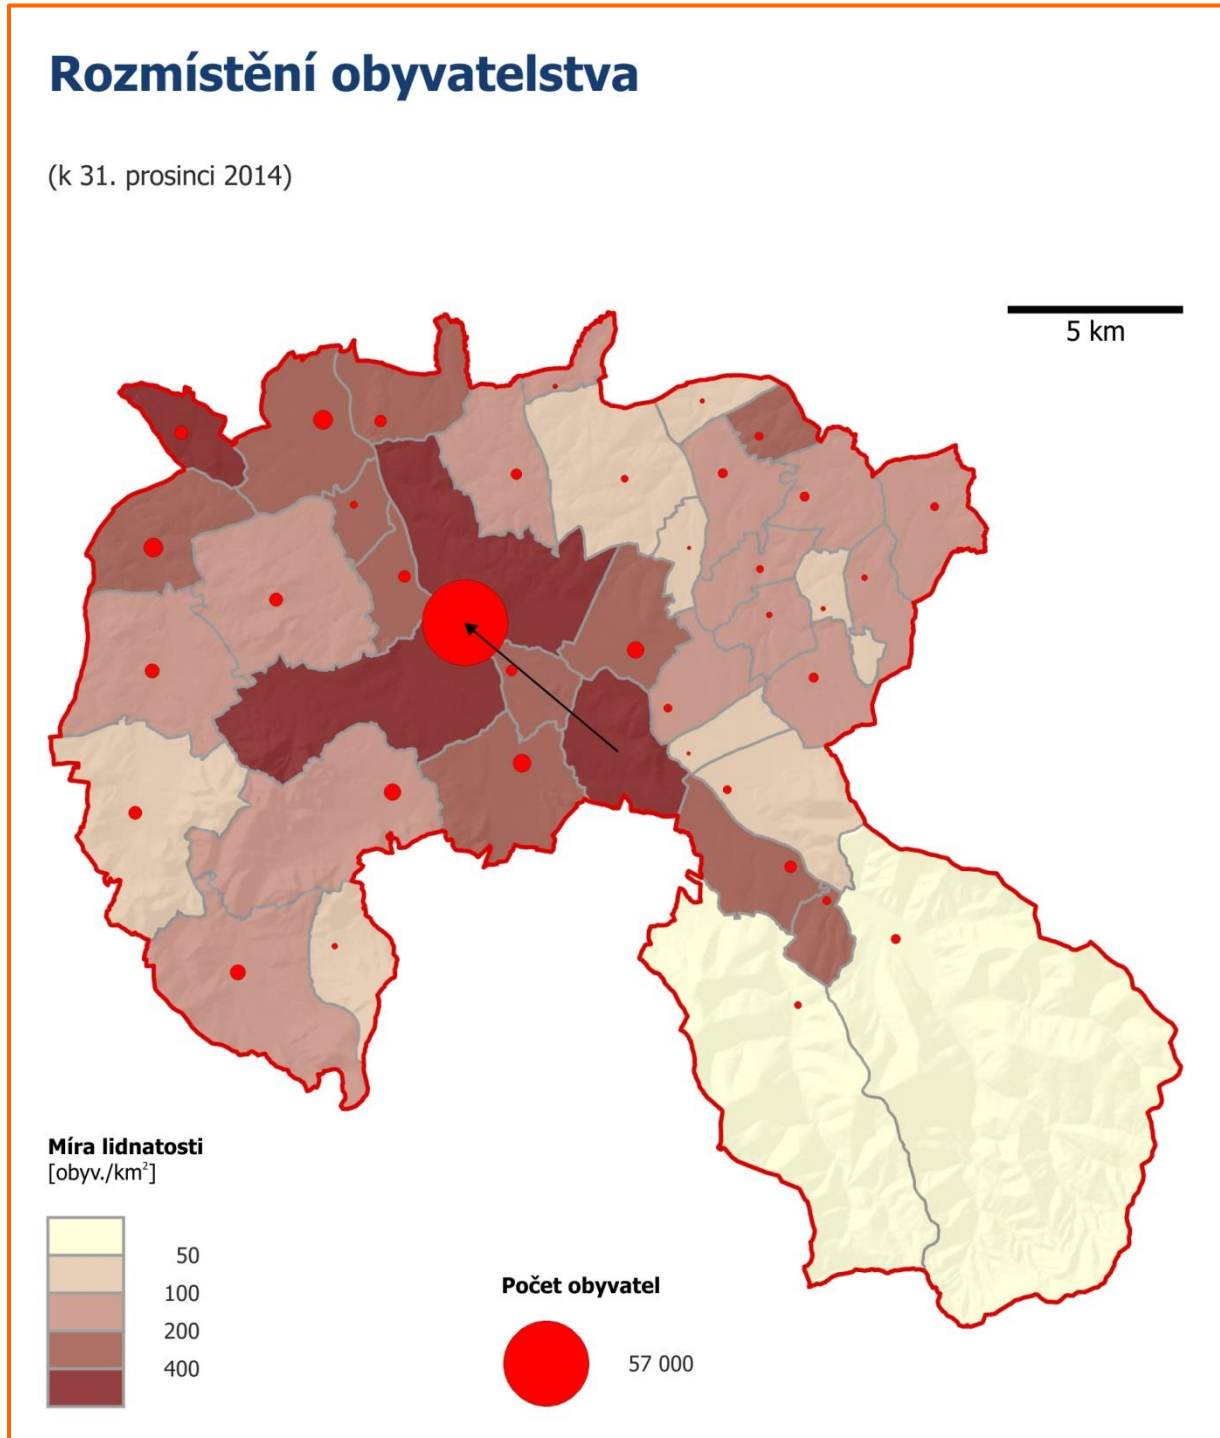 Rozmístění obyvatelstva
(k 31. prosinci 2014)
5 km
Míra lidnatosti
[obyv./km²]
50
100
200
400
Počet obyvatel
57 000